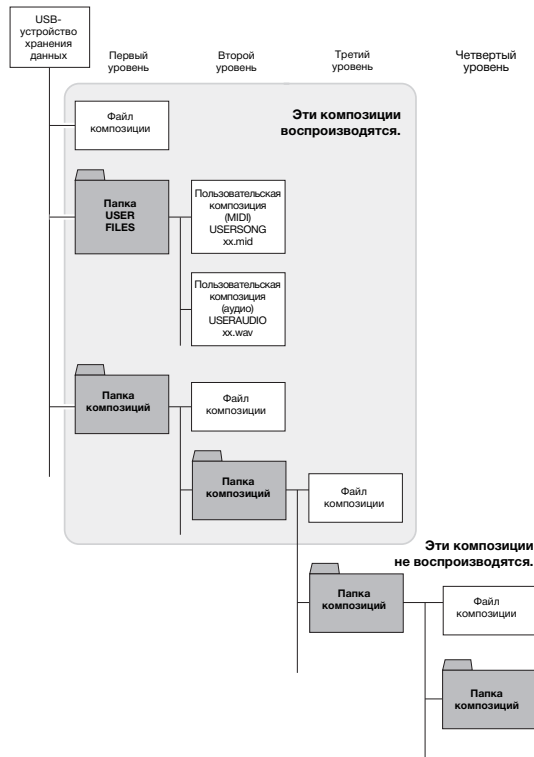 USB-
устройство
хранения
данных
Первый
уровень
Второй
уровень
Третий
уровень
Четвертый
уровень
Файл
композиции
Эти композиции
воспроизводятся.
Папка
USER
FILES
Пользовательская
композиция
(MIDI)
USERSONG
xx.mid
Пользовательская
композиция
(аудио)
USERAUDIO
xx.wav
Папка
композиций
Файл
композиции
Папка
композиций
Файл
композиции
Эти композиции
не воспроизводятся.
Папка
композиций
Файл
композиции
Папка
композиций